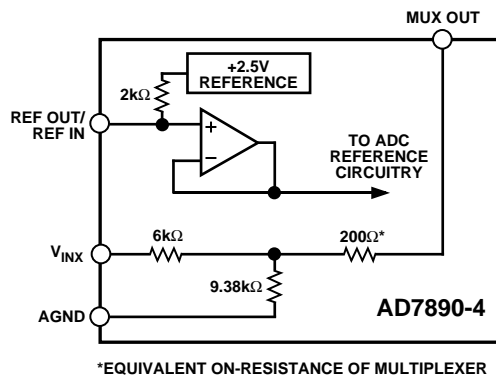 MUX OUT
+2.5V
REFERENCE
2kΩ
REF OUT/
REF IN
+
–
TO ADC
REFERENCE
CIRCUITRY
VINX
6kΩ
200Ω*
9.38kΩ
AGND
AD7890-4
*EQUIVALENT ON-RESISTANCE OF MULTIPLEXER